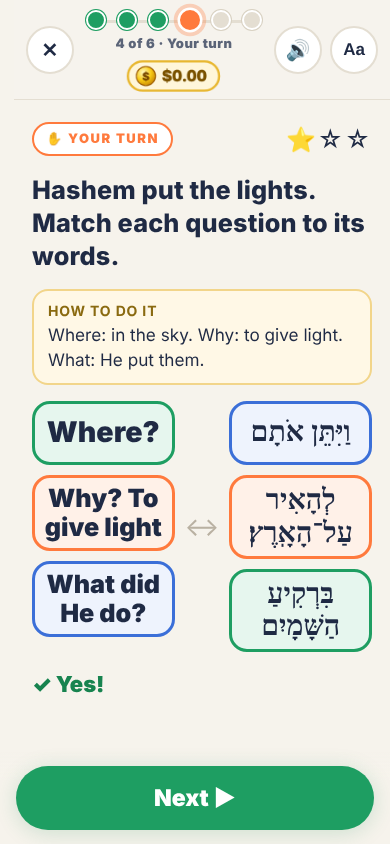 4 of 6 · Your turn
$ $0.00
Aa
YOUR TURN
Hashem put the lights.
Match each question to its
words.
HOW TO DO IT
Where: in the sky. Why: to give light.
What: He put them.
Where?
Why? To
give light
What did
He do?
וַיִּתֵּן אֹתָם
לְהָאִיר
עַל־הָאָרֶץ
בִּרְקִיעַ
הַשָּׁמָיִם
✓ Yes!
Next ▶